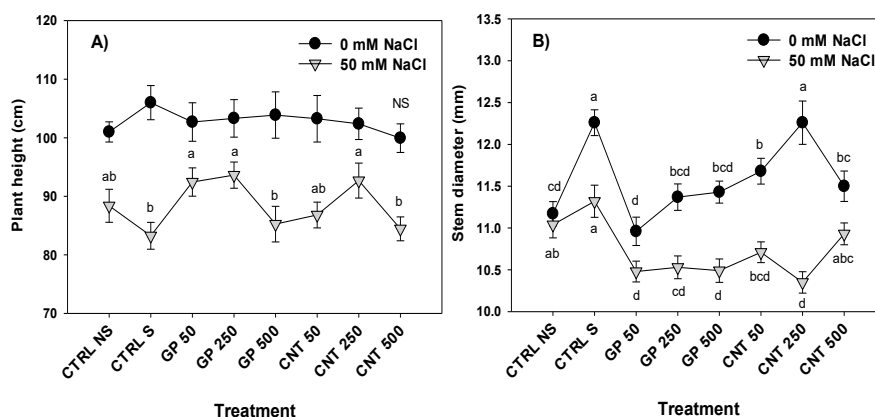 A)
0 mM NaCl
50 mM NaCl
Plant height (cm)
120
110
100
90
80
70
NS
ab
b
a
a
b
ab
a
b
CTRL NS
CTRL S
GP 50
GP 250
GP 500
CNT 50
CNT 250
CNT 500
Treatment
B)
0 mM NaCl
50 mM NaCl
Stem diameter (mm)
13.5
13.0
12.5
12.0
11.5
11.0
10.5
10.0
cd
a
d
bcd
bcd
b
a
bc
ab
a
d
cd
d
bcd
d
abc
CTRL NS
CTRL S
GP 50
GP 250
GP 500
CNT 50
CNT 250
CNT 500
Treatment